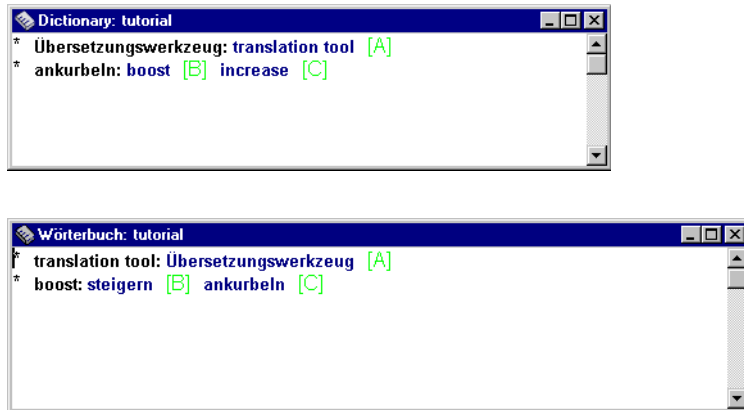 Dictionary: tutorial
* Übersetzungswerkzeug: translation tool [A]
* ankurbeln: boost [B] increase [C]
Wörterbuch: tutorial
* translation tool: Übersetzungswerkzeug [A]
* boost: steigern [B] ankurbeln [C]